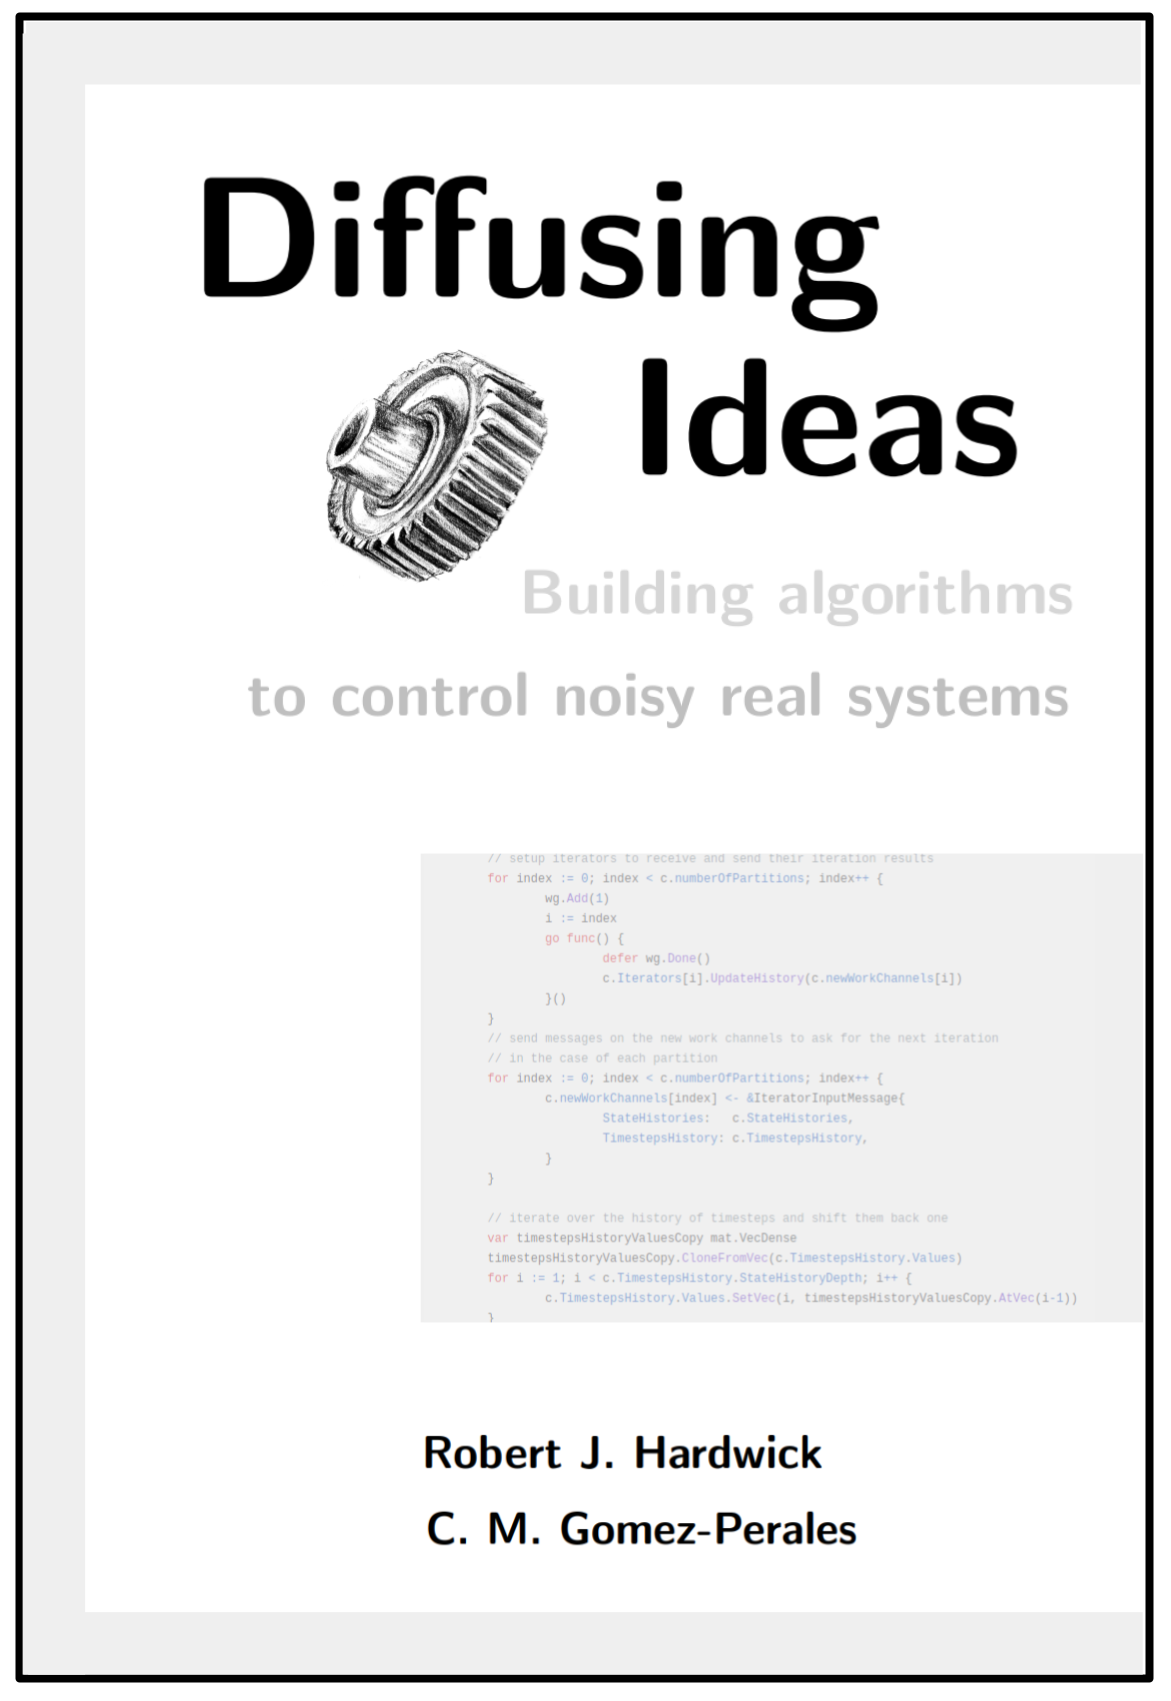 Diffusing
Ideas
Building algorithms
to control noisy real systems
// setup iterators to receive and send their iteration results
for index := 0; index < c.numberOfPartitions; index++ {
wg.Add(1)
i := index
go func() {
defer wg.Done()
c.Iterators[i].UpdateHistory(c.newWorkChannels[i])
}()
}
// send messages on the new work channels to ask for the next iteration
// in the case of each partition
for index := 0; index < c.numberOfPartitions; index++ {
c.newWorkChannels[index] <- &IteratorInputMessage{
StateHistories: c.StateHistories,
TimestepsHistory: c.TimestepsHistory,
}
}
// iterate over the history of timesteps and shift them back one
var timestepsHistoryValuesCopy mat.VecDense
timestepsHistoryValuesCopy.CloneFromVec(c.TimestepsHistory.Values)
for i := 1; i < c.TimestepsHistory.StateHistoryDepth; i++ {
c.TimestepsHistory.Values.SetVec(i, timestepsHistoryValuesCopy.AtVec(i-1))
}
Robert J. Hardwick
C. M. Gomez-Perales